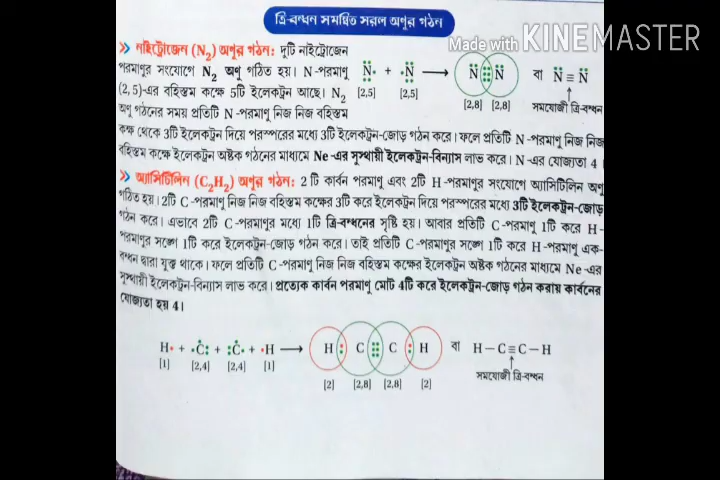 ত্রি-বন্ধন সমন্বিত সরল অণুর গঠন
Made with KINEMASTER
» নাইট্রোজেন (N₂) অণুর গঠন: দুটি নাইট্রোজেন
পরমাণুর সংযোগে N₂ অণু গঠিত হয়। N-পরমাণু
(2,5)-এর বহিস্তম কক্ষে 5টি ইলেকট্রন আছে। N₂
অণু গঠনের সময় প্রতিটি N-পরমাণু নিজ নিজ বহিস্তম
N + N → N N বা N ≡ N
[2,5] [2,5] [2,8] [2,8] সমযোজী ত্রি-বন্ধন
কক্ষ থেকে 3টি ইলেকট্রন দিয়ে পরস্পরের মধ্যে 3টি ইলেকট্রন-জোড় গঠন করে। ফলে প্রতিটি N-পরমাণু নিজ নিজ
বহিস্তম কক্ষে ইলেকট্রন অষ্টক গঠনের মাধ্যমে Ne-এর সুস্থায়ী ইলেকট্রন-বিন্যাস লাভ করে। N-এর যোজ্যতা 4।
» অ্যাসিটিলিন (C₂H₂) অণুর গঠন: 2 টি কার্বন পরমাণু এবং 2টি H-পরমাণুর সংযোগে অ্যাসিটিলিন অণু
গঠিত হয়। 2টি C-পরমাণু নিজ নিজ বহিস্তম কক্ষের 3টি করে ইলেকট্রন দিয়ে পরস্পরের মধ্যে 3টি ইলেকট্রন-জোড়
গঠন করে। এভাবে 2টি C-পরমাণুর মধ্যে 1টি ত্রি-বন্ধনের সৃষ্টি হয়। আবার প্রতিটি C-পরমাণু 1টি করে H-
পরমাণুর সঙ্গে 1টি করে ইলেকট্রন-জোড় গঠন করে। তাই প্রতিটি C-পরমাণুর সঙ্গে 1টি করে H-পরমাণু এক-
বন্ধন দ্বারা যুক্ত থাকে। ফলে প্রতিটি C-পরমাণু নিজ নিজ বহিস্তম কক্ষের ইলেকট্রন অষ্টক গঠনের মাধ্যমে Ne-এর
সুস্থায়ী ইলেকট্রন-বিন্যাস লাভ করে। প্রত্যেক কার্বন পরমাণু মোট 4টি করে ইলেকট্রন-জোড় গঠন করায় কার্বনের
যোজ্যতা হয় 4।
H + C + C + H → H C C H বা H – C ≡ C – H
[1] [2,4] [2,4] [1] [2] [2,8] [2,8] [2] সমযোজী ত্রি-বন্ধন